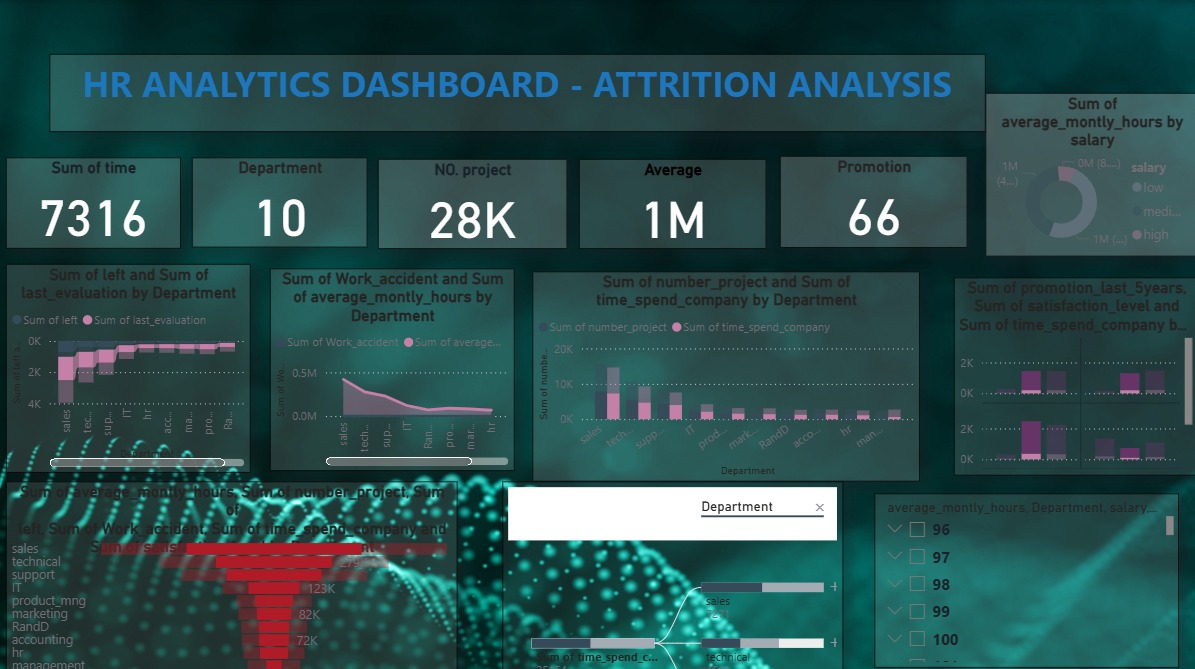 HR ANALYTICS DASHBOARD - ATTRITION ANALYSIS
Sum of
average_montly_hours by
salary
1M
(4...)
0M (8....)
1M (...)
salary
low
medi...
high
Sum of time
7316
Department
10
NO. project
28K
Average
1M
Promotion
66
Sum of left and Sum of
last_evaluation by Department
Sum of left
Sum of last_evaluation
0K
2K
4K
sales
tec...
sup...
IT
hr
acc...
ma...
pro...
Ra...
Sum of Work_accident and Sum
of average_montly_hours by
Department
Sum of Work_accident
Sum of average...
Sum of Wo...
0.5M
0.0M
sales
tech...
sup...
IT
Ran...
pro...
mar...
hr
Sum of number_project and Sum of
time_spend_company by Department
Sum of number_project
Sum of time_spend_company
Sum of numbe...
20K
10K
0K
sales
tech...
supp...
IT
prod...
mark...
RandD
acco...
hr
man...
Department
Sum of promotion_last_5years,
Sum of satisfaction_level and
Sum of time_spend_company b...
2K
0K
2K
0K
Sum of average_montly_hours, Sum of number_project, Sum
of
left, Sum of Work_accident, Sum of time_spend_company and
sales
technical
support
IT
product_mng
marketing
RandD
accounting
hr
management
123K
82K
72K
Department
sales
technical
Sum of time_spend_c...
average_montly_hours, Department, salary,...
96
97
98
99
100